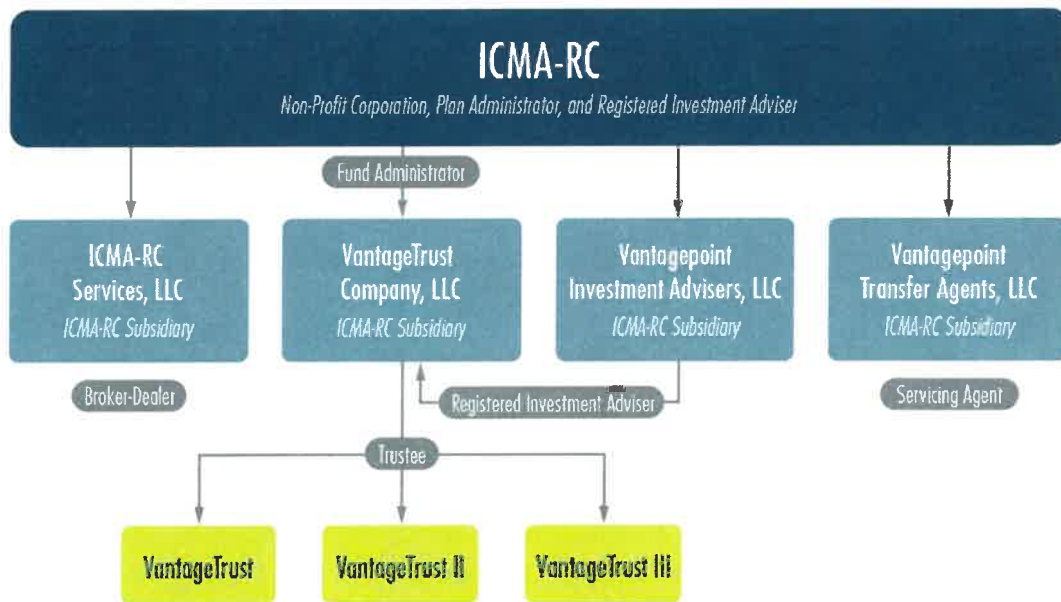 ICMA-RC
Non-Profit Corporation, Plan Administrator, and Registered Investment Adviser
Fund Administrator
ICMA-RC
Services, LLC
ICMA-RC Subsidiary
VantageTrust
Company, LLC
ICMA-RC Subsidiary
Vantagepoint
Investment Advisers, LLC
ICMA-RC Subsidiary
Vantagepoint
Transfer Agents, LLC
ICMA-RC Subsidiary
Broker-Dealer
Registered Investment Adviser
Servicing Agent
Trustee
VantageTrust
VantageTrust II
VantageTrust III